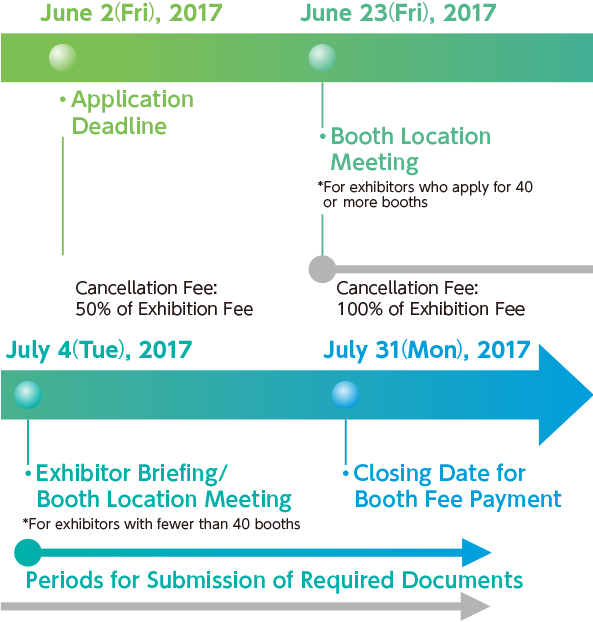 June 2(Fri), 2017
June 23(Fri), 2017
・Application
Deadline
・Booth Location
Meeting
*For exhibitors who apply for 40
or more booths
Cancellation Fee:
50% of Exhibition Fee
Cancellation Fee:
100% of Exhibition Fee
July 4(Tue), 2017
July 31(Mon), 2017
・Exhibitor Briefing/
Booth Location Meeting
*For exhibitors with fewer than 40 booths
・Closing Date for
Booth Fee Payment
Periods for Submission of Required Documents